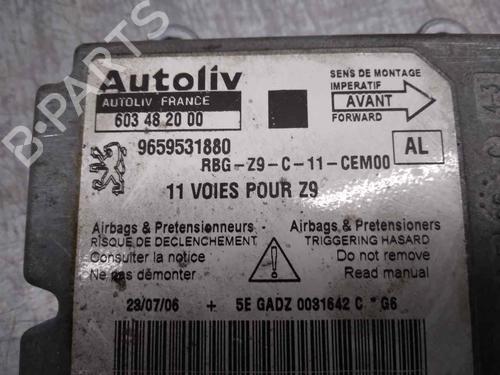 Autoliv
AUTOLIV FRANCE
603 48 20 00
SENS DE MONTAGE
IMPERATIF
AVANT
FORWARD
9659531880
AL
RBG-Z9-C-11-CEM00
11 VOIES POUR Z9
Airbags & Pretensionneurs
RISQUE DE DECLENCHEMENT
Consulter la notice
Ne pas démonter
Airbags & Pretensioners
TRIGGERING HASARD
Do not remove
Read manual
23/07/06 + 5E GADZ 0031642 C * G6
B-PARTS